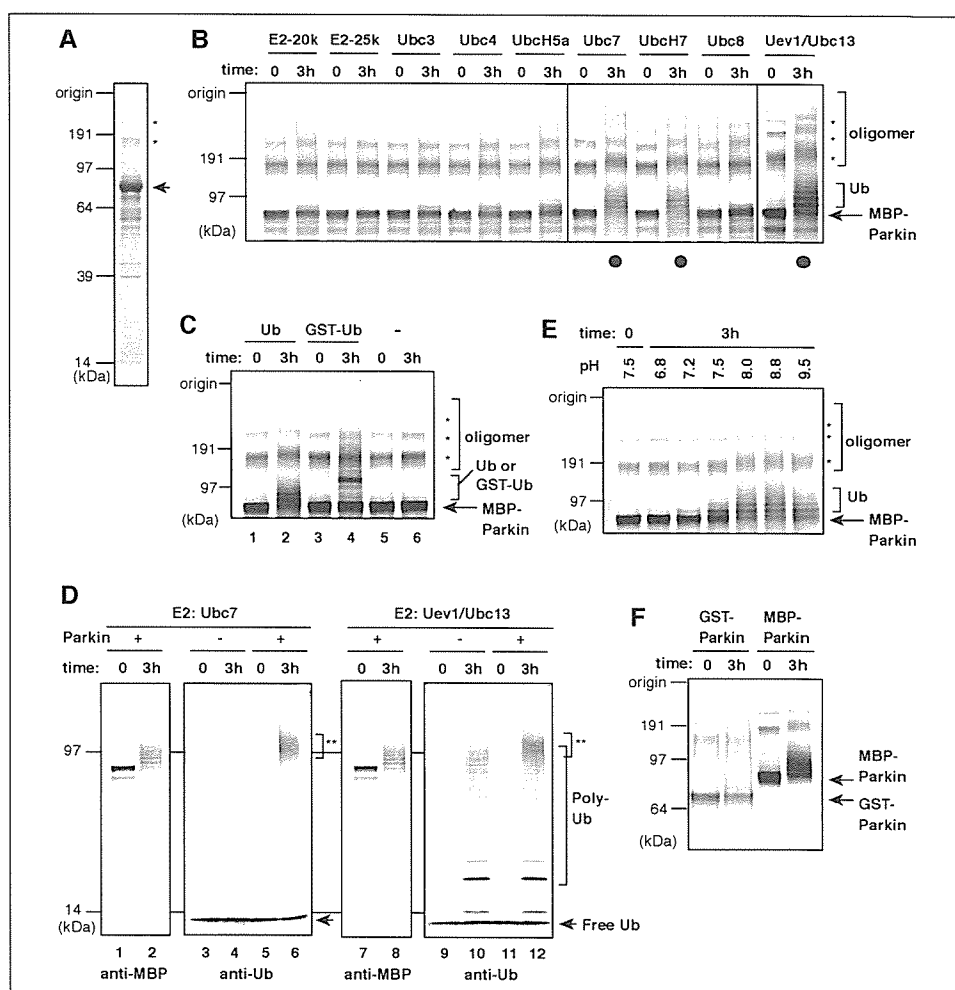 A
origin
*
191
*
97
64
39
14
(kDa)
B
E2-20k E2-25k Ubc3 Ubc4 UbcH5a Ubc7 UbcH7 Ubc8 Uev1/Ubc13
time: 0 3h 0 3h 0 3h 0 3h 0 3h 0 3h 0 3h 0 3h 0 3h
origin
191
97
(kDa)
*
*
*
oligomer
Ub
MBP-
Parkin
C
Ub GST-Ub -
time: 0 3h 0 3h 0 3h
origin
191
97
(kDa)
*
*
*
oligomer
Ub or
GST-Ub
MBP-
Parkin
1 2 3 4 5 6
E
time: 0 3h
pH 7.5 6.8 7.2 7.5 8.0 8.8 9.5
origin
191
97
(kDa)
*
*
*
oligomer
Ub
MBP-
Parkin
D
E2: Ubc7 E2: Uev1/Ubc13
Parkin + - + + - +
time: 0 3h 0 3h 0 3h 0 3h 0 3h 0 3h
97
14
(kDa)
**
**
Poly-
Ub
Free Ub
1 2 3 4 5 6 7 8 9 10 11 12
anti-MBP anti-Ub anti-MBP anti-Ub
F
GST-
Parkin
MBP-
Parkin
time: 0 3h 0 3h
origin
191
97
64
(kDa)
MBP-
Parkin
GST-
Parkin